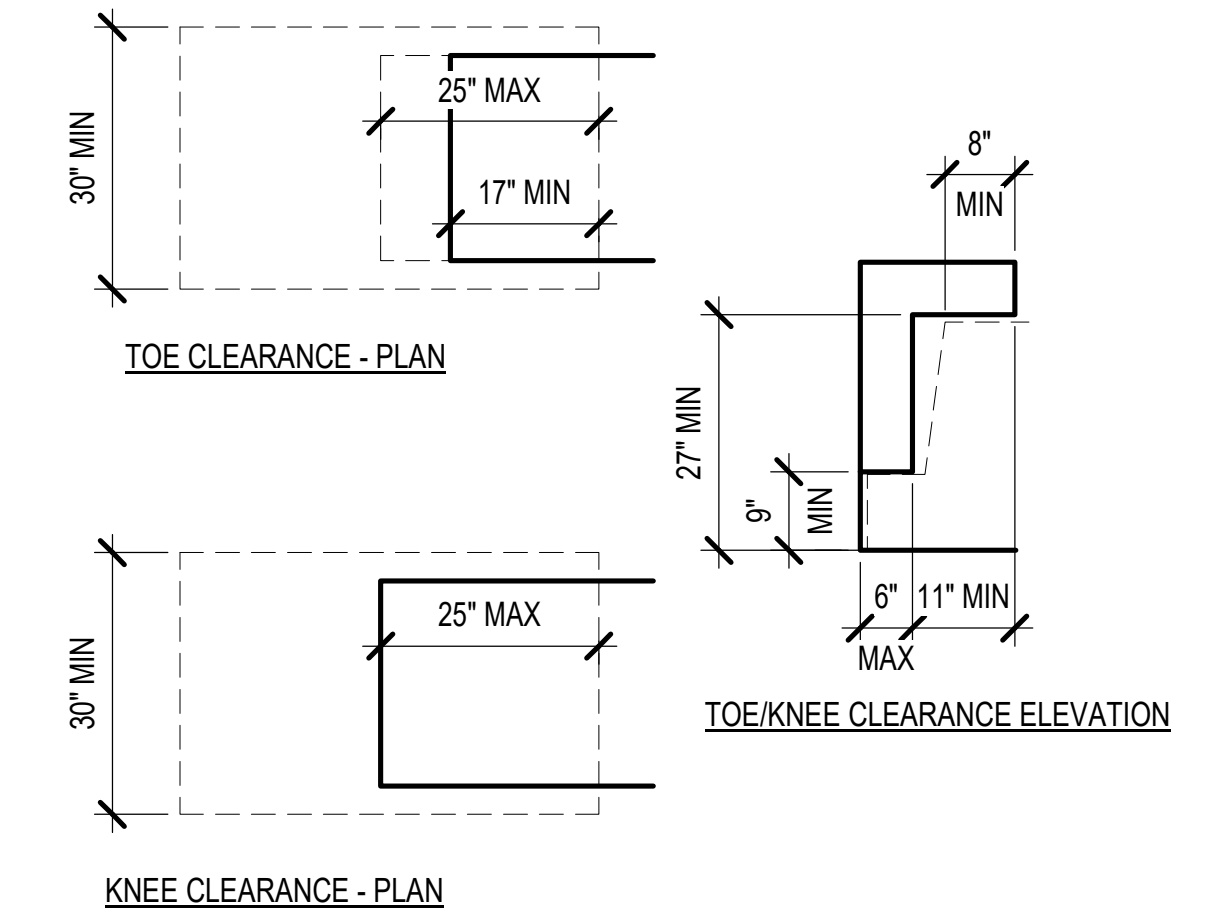 30" MIN
25" MAX
17" MIN
TOE CLEARANCE - PLAN
8"
MIN
27" MIN
9"
MIN
6"
11" MIN
MAX
TOE/KNEE CLEARANCE ELEVATION
30" MIN
25" MAX
KNEE CLEARANCE - PLAN